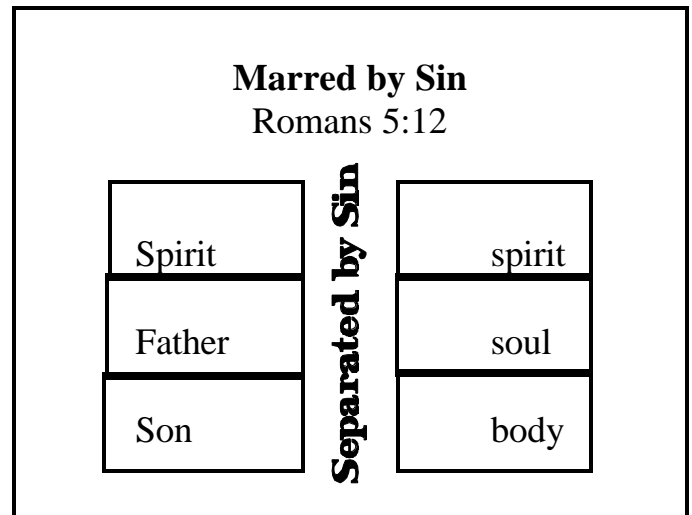 Marred by Sin
Romans 5:12
Spirit
Father
Son
Separated by Sin
spirit
soul
body